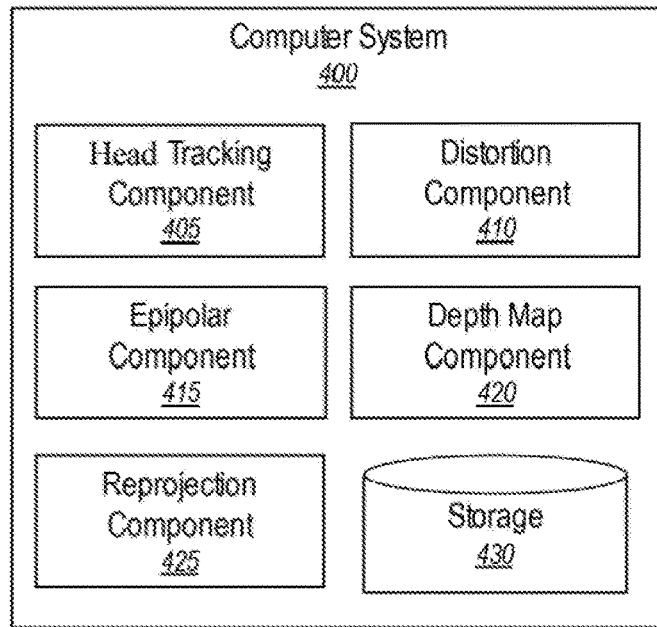 Computer System
400
Head Tracking
Component
405
Distortion
Component
410
Epipolar
Component
415
Depth Map
Component
420
Reprojection
Component
425
Storage
430